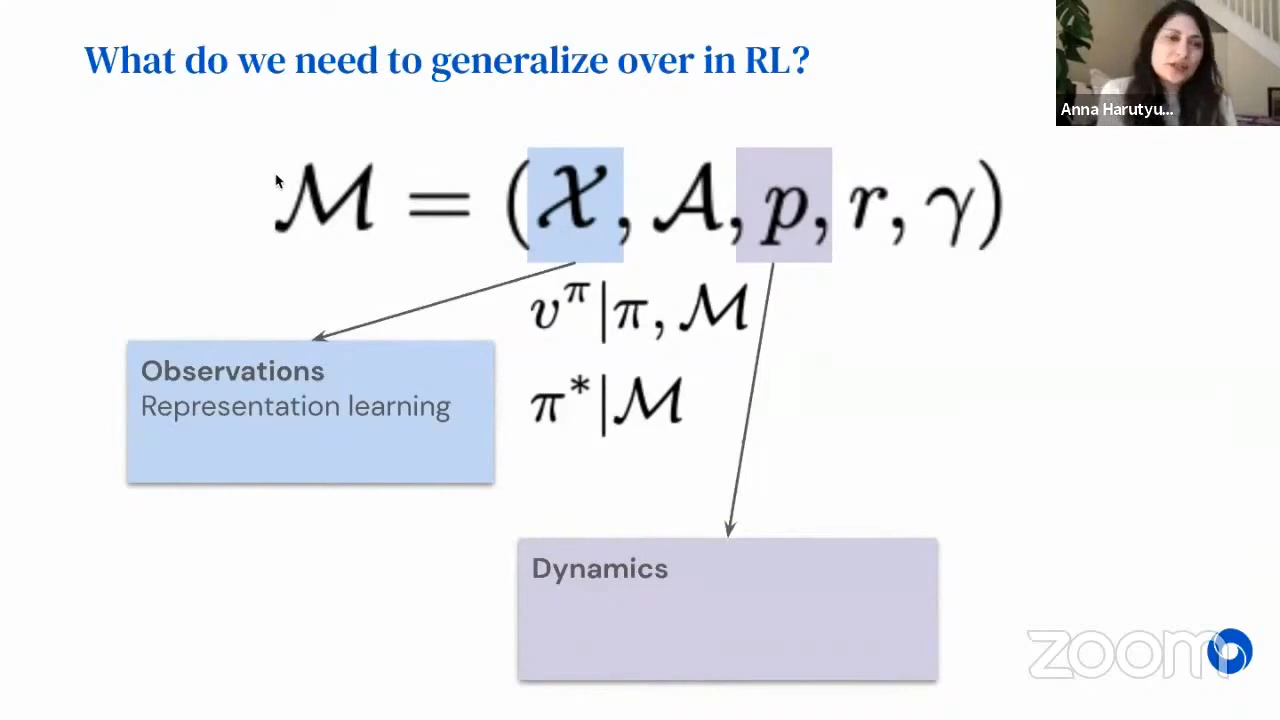 What do we need to generalize over in RL?
Anna Harutyu...
ℳ = (𝒳, 𝒜, p, r, γ)
v^π|π, ℳ
π*|ℳ
Observations
Representation learning
Dynamics
zoom